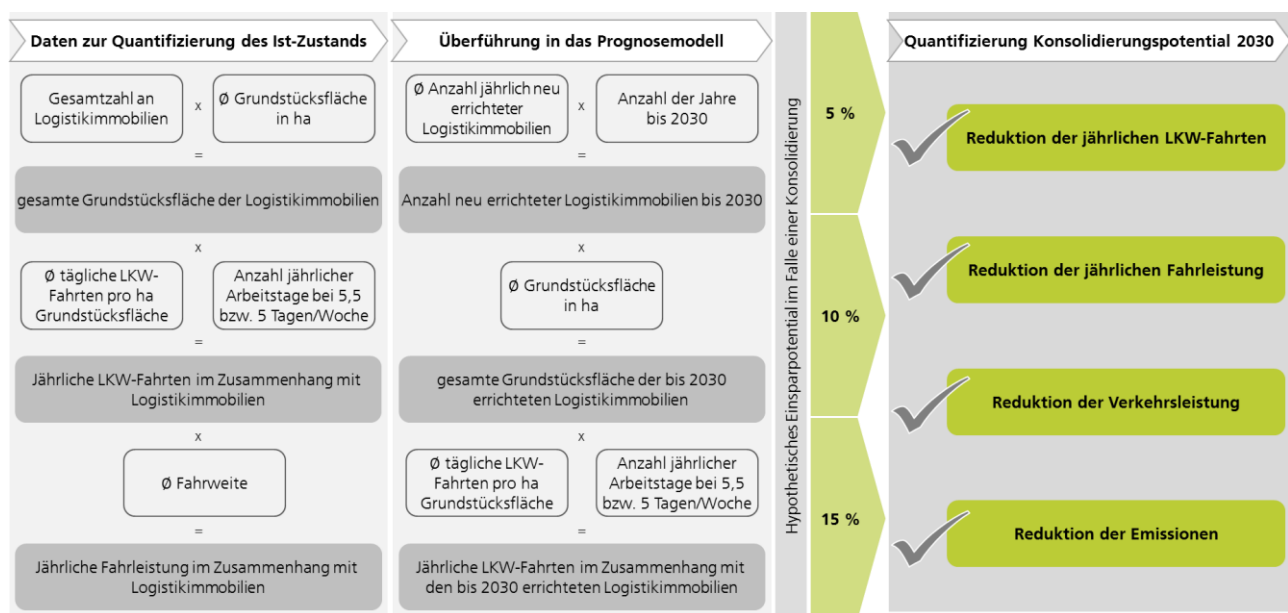 Daten zur Quantifizierung des Ist-Zustands
Gesamtzahl an
Logistikimmobilien
x
Ø Grundstücksfläche
in ha
=
gesamte Grundstücksfläche der Logistikimmobilien
x
Ø tägliche LKW-
Fahrten pro ha
Grundstücksfläche
Anzahl jährlicher
Arbeitstage bei 5,5
bzw. 5 Tagen/Woche
=
Jährliche LKW-Fahrten im Zusammenhang mit
Logistikimmobilien
x
Ø Fahrweite
=
Jährliche Fahrleistung im Zusammenhang mit
Logistikimmobilien
Überführung in das Prognosemodell
Ø Anzahl jährlich neu
errichteter
Logistikimmobilien
x
Anzahl der Jahre
bis 2030
=
Anzahl neu errichteter Logistikimmobilien bis 2030
x
Ø Grundstücksfläche
in ha
=
gesamte Grundstücksfläche der bis 2030
errichteten Logistikimmobilien
x
Ø tägliche LKW-
Fahrten pro ha
Grundstücksfläche
Anzahl jährlicher
Arbeitstage bei 5,5
bzw. 5 Tagen/Woche
=
Jährliche LKW-Fahrten im Zusammenhang mit
den bis 2030 errichteten Logistikimmobilien
Hypothetisches Einsparpotential im Falle einer Konsolidierung
5 %
10 %
15 %
Quantifizierung Konsolidierungspotential 2030
Reduktion der jährlichen LKW-Fahrten
Reduktion der jährlichen Fahrleistung
Reduktion der Verkehrsleistung
Reduktion der Emissionen